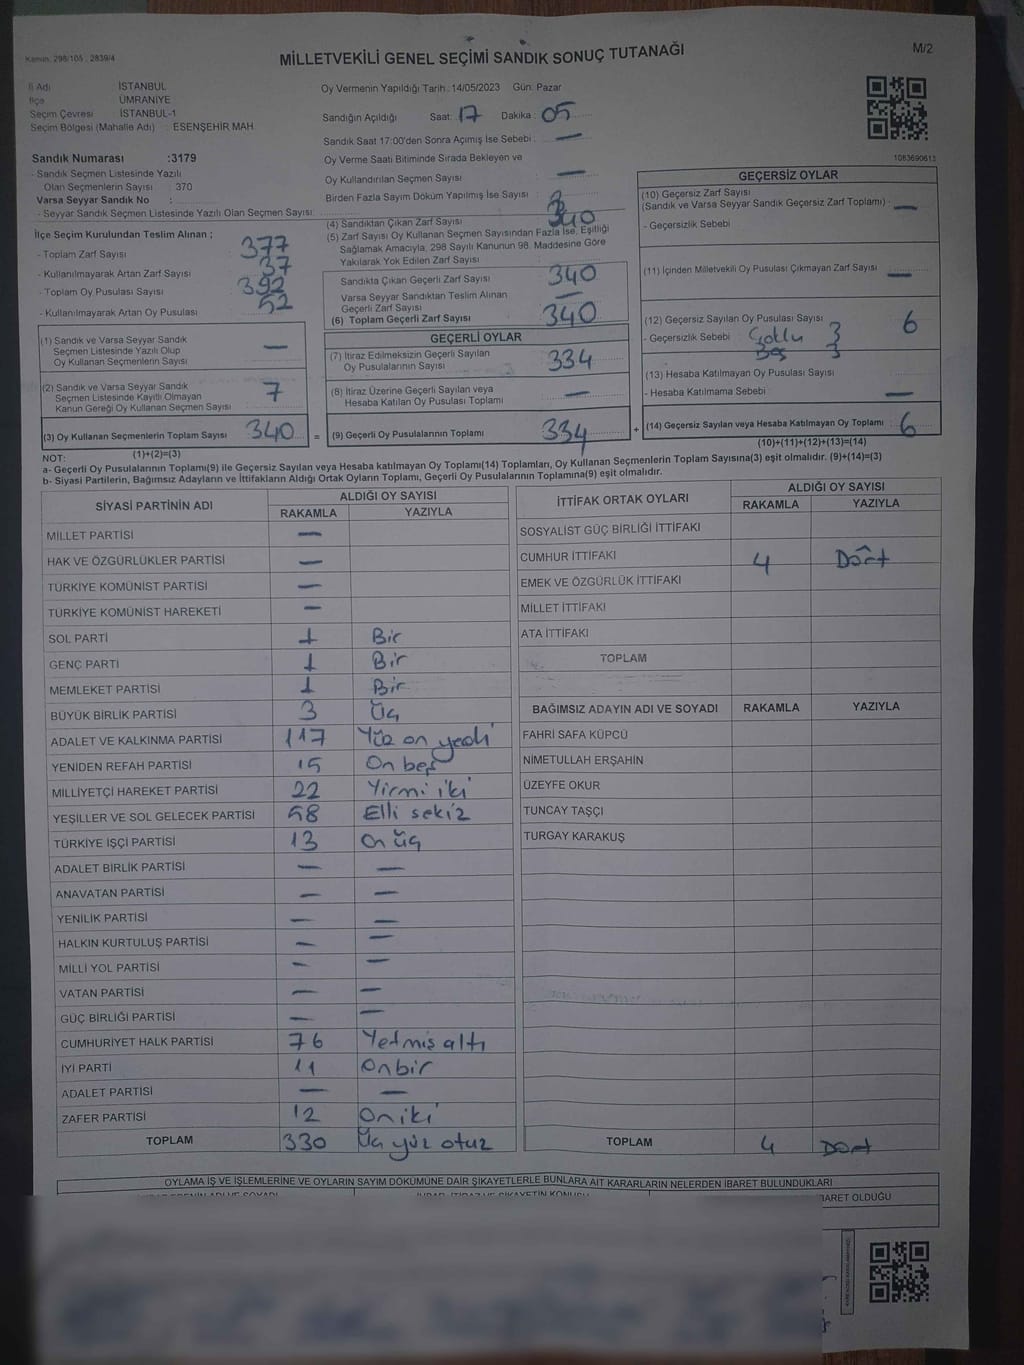 Kanun. 298/105 , 2839/4
MİLLETVEKİLİ GENEL SEÇİMİ SANDIK SONUÇ TUTANAĞI
M/2
İl Adı İSTANBUL
İlçe ÜMRANİYE
Seçim Çevresi İSTANBUL-1
Seçim Bölgesi (Mahalle Adı) : ESENŞEHİR MAH
Sandık Numarası :3179
- Sandık Seçmen Listesinde Yazılı
Olan Seçmenlerin Sayısı : 370
Varsa Seyyar Sandık No :
- Seyyar Sandık Seçmen Listesinde Yazılı Olan Seçmen Sayısı:
İlçe Seçim Kurulundan Teslim Alınan ;
- Toplam Zarf Sayısı : 377
- Kullanılmayarak Artan Zarf Sayısı : 37
- Toplam Oy Pusulası Sayısı : 392
- Kullanılmayarak Artan Oy Pusulası : 52
(1) Sandık ve Varsa Seyyar Sandık
Seçmen Listesinde Yazılı Olup
Oy Kullanan Seçmenlerin Sayısı —
(2) Sandık ve Varsa Seyyar Sandık
Seçmen Listesinde Kayıtlı Olmayan
Kanun Gereği Oy Kullanan Seçmen Sayısı 7
(3) Oy Kullanan Seçmenlerin Toplam Sayısı 340
(1)+(2)=(3)
Oy Vermenin Yapıldığı Tarih : 14/05/2023 Gün: Pazar
Sandığın Açıldığı Saat: 17 Dakika : 05
Sandık Saat 17:00'den Sonra Açımış İse Sebebi : —
Oy Verme Saati Bitiminde Sırada Bekleyen ve
Oy Kullandırılan Seçmen Sayısı : —
Birden Fazla Sayım Döküm Yapılmış İse Sayısı :
(4) Sandıktan Çıkan Zarf Sayısı 340
(5) Zarf Sayısı Oy Kullanan Seçmen Sayısından Fazla İse, Eşitliği
Sağlamak Amacıyla, 298 Sayılı Kanunun 98. Maddesine Göre
Yakılarak Yok Edilen Zarf Sayısı
Sandıkta Çıkan Geçerli Zarf Sayısı 340
Varsa Seyyar Sandıktan Teslim Alınan
Geçerli Zarf Sayısı —
(6) Toplam Geçerli Zarf Sayısı 340
GEÇERLİ OYLAR
(7) İtiraz Edilmeksizin Geçerli Sayılan
Oy Pusulalarının Sayısı 334
(8) İtiraz Üzerine Geçerli Sayılan veya
Hesaba Katılan Oy Pusulası Toplamı —
= (9) Geçerli Oy Pusulalarının Toplamı 334
1083690613
GEÇERSİZ OYLAR
(10) Geçersiz Zarf Sayısı
(Sandık ve Varsa Seyyar Sandık Geçersiz Zarf Toplamı) : —
- Geçersizlik Sebebi
(11) İçinden Milletvekili Oy Pusulası Çıkmayan Zarf Sayısı —
(12) Geçersiz Sayılan Oy Pusulası Sayısı 6
- Geçersizlik Sebebi Çoklu 3
Boş 3
(13) Hesaba Katılmayan Oy Pusulası Sayısı
- Hesaba Katılmama Sebebi —
+ (14) Geçersiz Sayılan veya Hesaba Katılmayan Oy Toplamı : 6
(10)+(11)+(12)+(13)=(14)
NOT:
a- Geçerli Oy Pusulalarının Toplamı(9) ile Geçersiz Sayılan veya Hesaba katılmayan Oy Toplamı(14) Toplamları, Oy Kullanan Seçmenlerin Toplam Sayısına(3) eşit olmalıdır. (9)+(14)=(3)
b- Siyasi Partilerin, Bağımsız Adayların ve İttifakların Aldığı Ortak Oyların Toplamı, Geçerli Oy Pusulalarının Toplamına(9) eşit olmalıdır.
SİYASİ PARTİNİN ADI ALDIĞI OY SAYISI
RAKAMLA YAZIYLA
MİLLET PARTİSİ —
HAK VE ÖZGÜRLÜKLER PARTİSİ —
TÜRKİYE KOMÜNİST PARTİSİ —
TÜRKİYE KOMÜNİST HAREKETİ —
SOL PARTİ 1 Bir
GENÇ PARTİ 1 Bir
MEMLEKET PARTİSİ 1 Bir
BÜYÜK BİRLİK PARTİSİ 3 Üç
ADALET VE KALKINMA PARTİSİ 117 Yüz on yedi
YENİDEN REFAH PARTİSİ 15 On beş
MİLLİYETÇİ HAREKET PARTİSİ 22 Yirmi iki
YEŞİLLER VE SOL GELECEK PARTİSİ 58 Elli sekiz
TÜRKİYE İŞÇİ PARTİSİ 13 On üç
ADALET BİRLİK PARTİSİ — —
ANAVATAN PARTİSİ — —
YENİLİK PARTİSİ — —
HALKIN KURTULUŞ PARTİSİ — —
MİLLİ YOL PARTİSİ — —
VATAN PARTİSİ — —
GÜÇ BİRLİĞİ PARTİSİ — —
CUMHURİYET HALK PARTİSİ 76 Yetmiş altı
İYİ PARTİ 11 Onbir
ADALET PARTİSİ — —
ZAFER PARTİSİ 12 On iki
TOPLAM 330 Üç yüz otuz
İTTİFAK ORTAK OYLARI ALDIĞI OY SAYISI
RAKAMLA YAZIYLA
SOSYALİST GÜÇ BİRLİĞİ İTTİFAKI
CUMHUR İTTİFAKI 4 Dört
EMEK VE ÖZGÜRLÜK İTTİFAKI
MİLLET İTTİFAKI
ATA İTTİFAKI
TOPLAM
BAĞIMSIZ ADAYIN ADI VE SOYADI RAKAMLA YAZIYLA
FAHRİ SAFA KÜPCÜ
NİMETULLAH ERŞAHİN
ÜZEYFE OKUR
TUNCAY TAŞÇI
TURGAY KARAKUŞ
TOPLAM 4 Dört
OYLAMA İŞ VE İŞLEMLERİNE VE OYLARIN SAYIM DÖKÜMÜNE DAİR ŞİKAYETLERLE BUNLARA AİT KARARLARIN NELERDEN İBARET BULUNDUKLARI
İBARET OLDUĞU